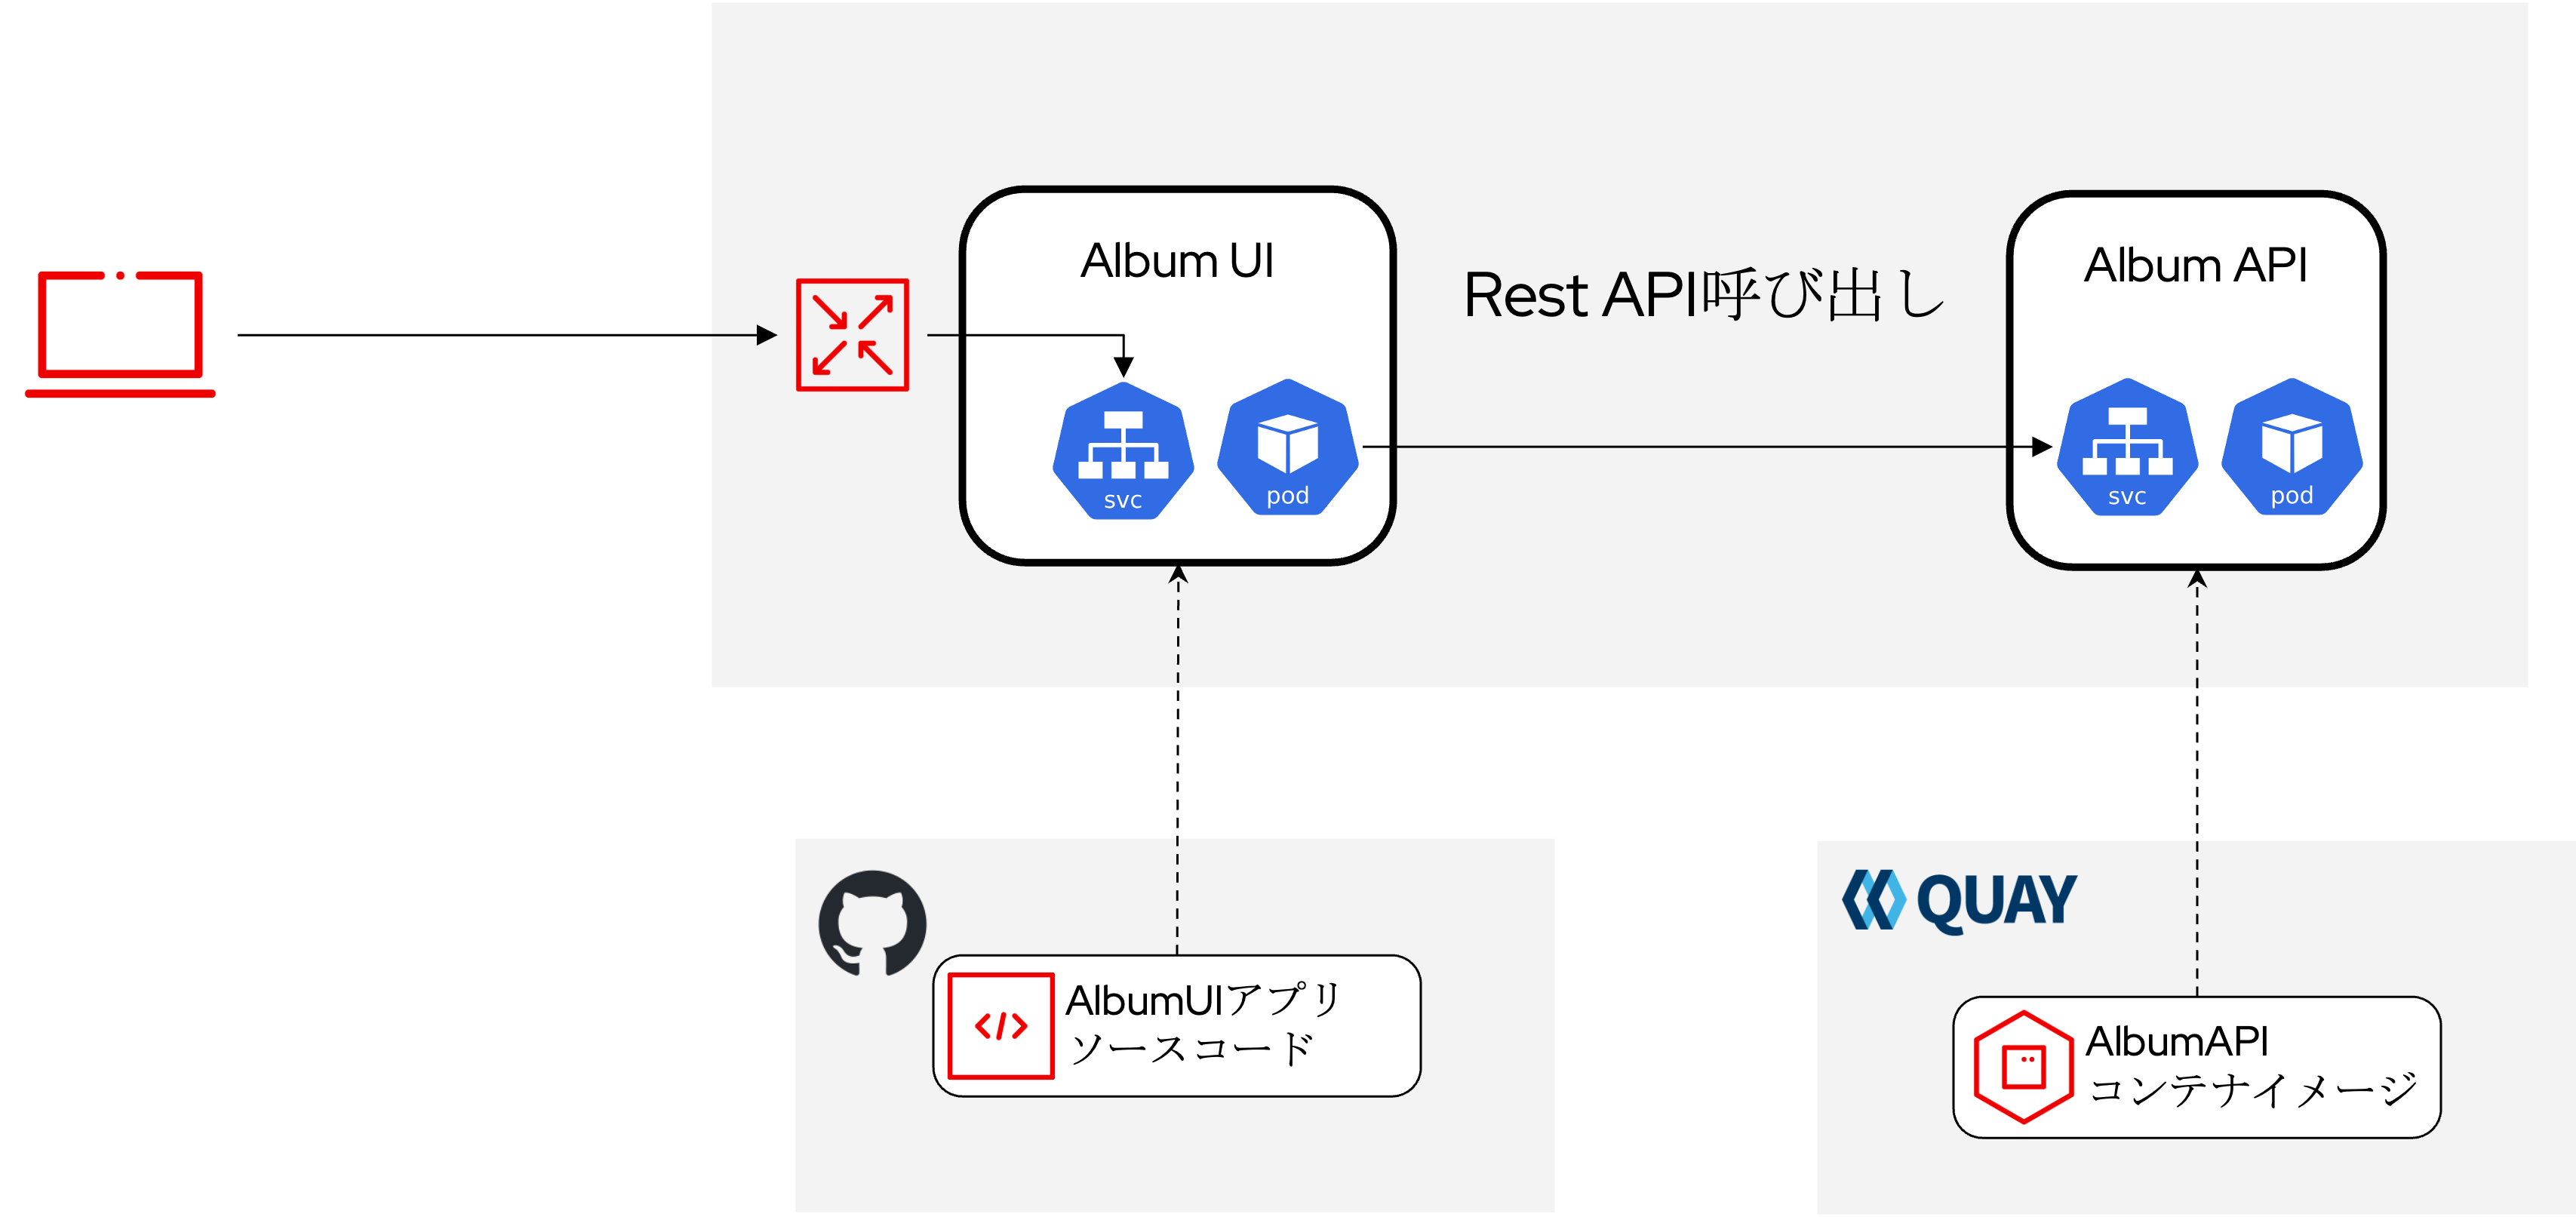 Album UI
Rest API呼び出し
Album API
svc
pod
svc
pod
QUAY
AlbumUIアプリ
ソースコード
AlbumAPI
コンテナイメージ